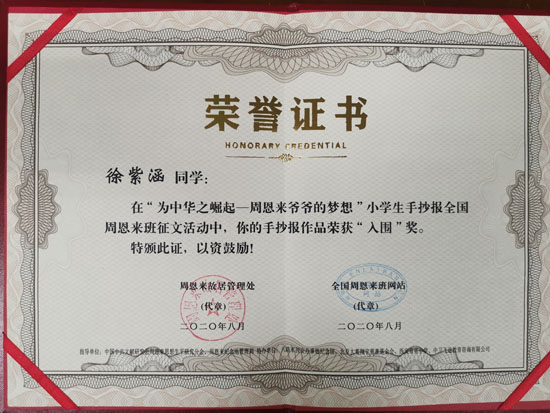 荣誉证书
HONORARY CREDENTIAL
徐紫涵 同学:
在“为中华之崛起—周恩来爷爷的梦想”小学生手抄报全国
周恩来班征文活动中，你的手抄报作品荣获“入围”奖。
特颁此证，以资鼓励!
周恩来故居管理处 全国周恩来班网站
(代章) (代章)
二〇二〇年八月 二〇二〇年八月
指导单位: